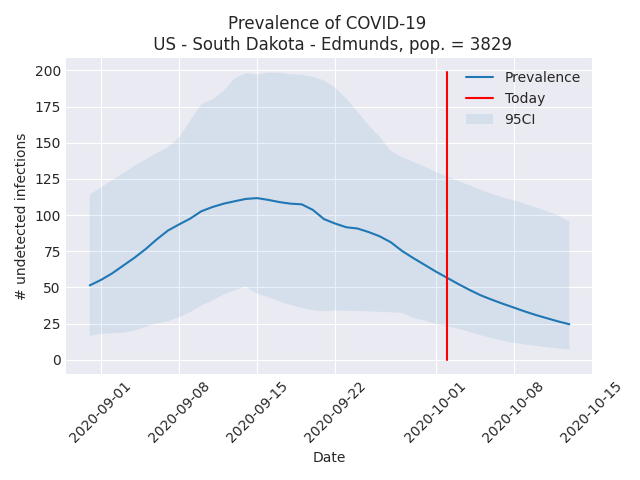 Prevalence of COVID-19
US - South Dakota - Edmunds, pop. = 3829
200
175
150
125
100
75
50
25
0
# undetected infections
Prevalence
Today
95CI
2020-09-01
2020-09-08
2020-09-15
2020-09-22
2020-10-01
2020-10-08
2020-10-15
Date